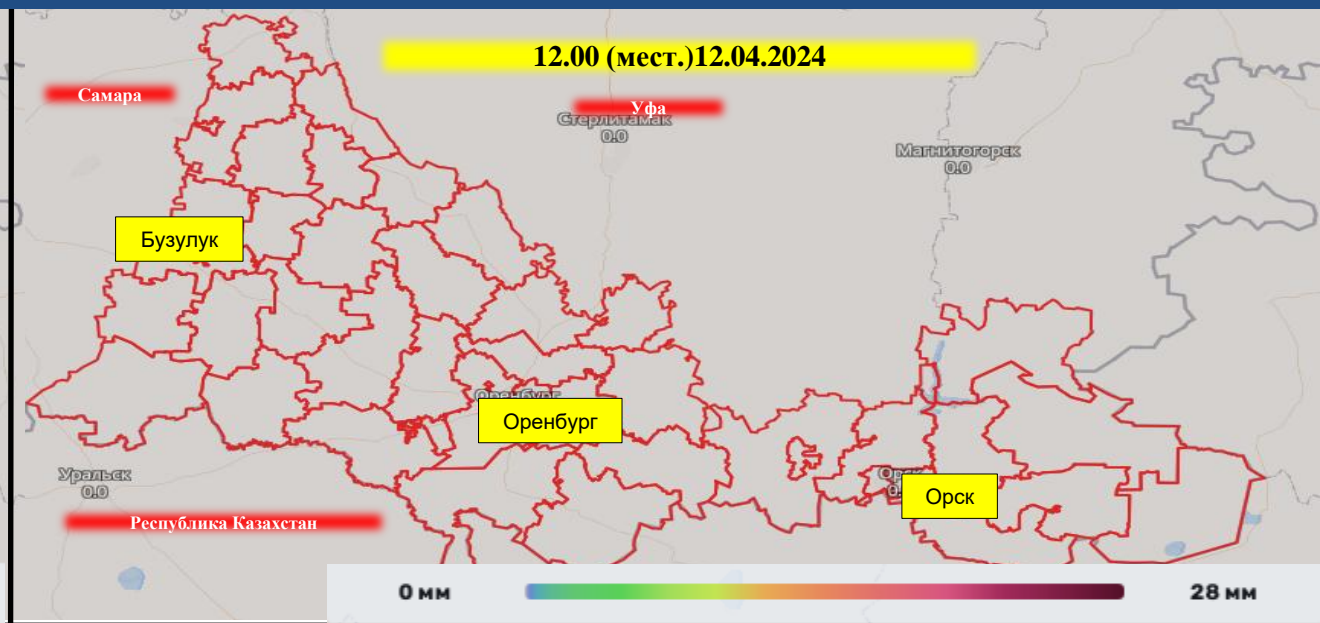 12.00 (мест.)12.04.2024
Самара
Уфа
Стерлитамак
0.0
Магнитогорск
0.0
Бузулук
Оренбург
Оренбург
Уральск
0.0
Орск
Республика Казахстан
0 мм
28 мм